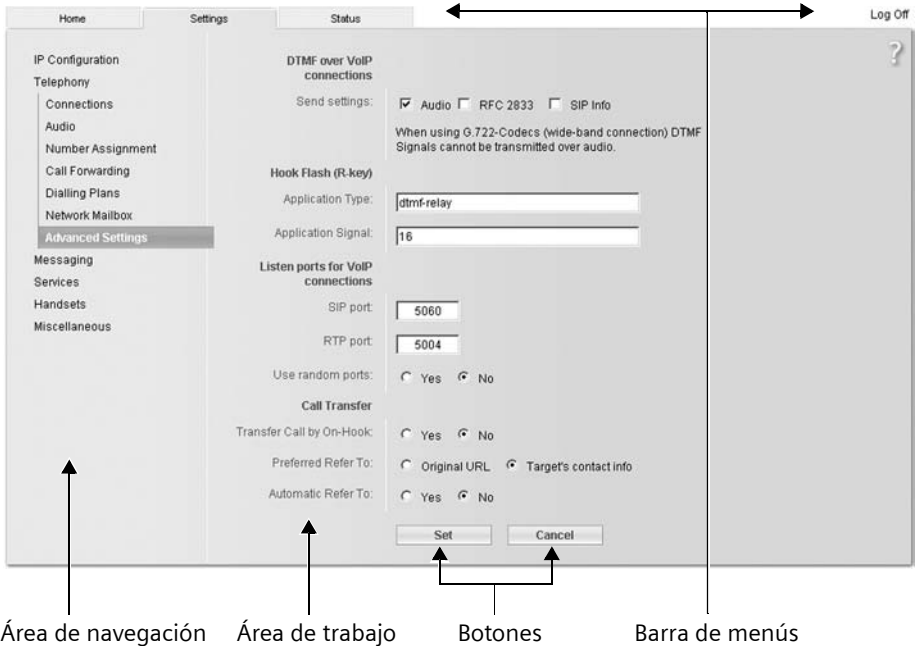 Home Settings Status Log Off
?
IP Configuration
Telephony
Connections
Audio
Number Assignment
Call Forwarding
Dialling Plans
Network Mailbox
Advanced Settings
Messaging
Services
Handsets
Miscellaneous
DTMF over VoIP
connections
Send settings: Audio RFC 2833 SIP Info
When using G.722-Codecs (wide-band connection) DTMF
Signals cannot be transmitted over audio.
Hook Flash (R-key)
Application Type: dtmf-relay
Application Signal: 16
Listen ports for VoIP
connections
SIP port: 5060
RTP port: 5004
Use random ports: Yes No
Call Transfer
Transfer Call by On-Hook: Yes No
Preferred Refer To: Original URL Target's contact info
Automatic Refer To: Yes No
Set Cancel
Área de navegación Área de trabajo Botones Barra de menús